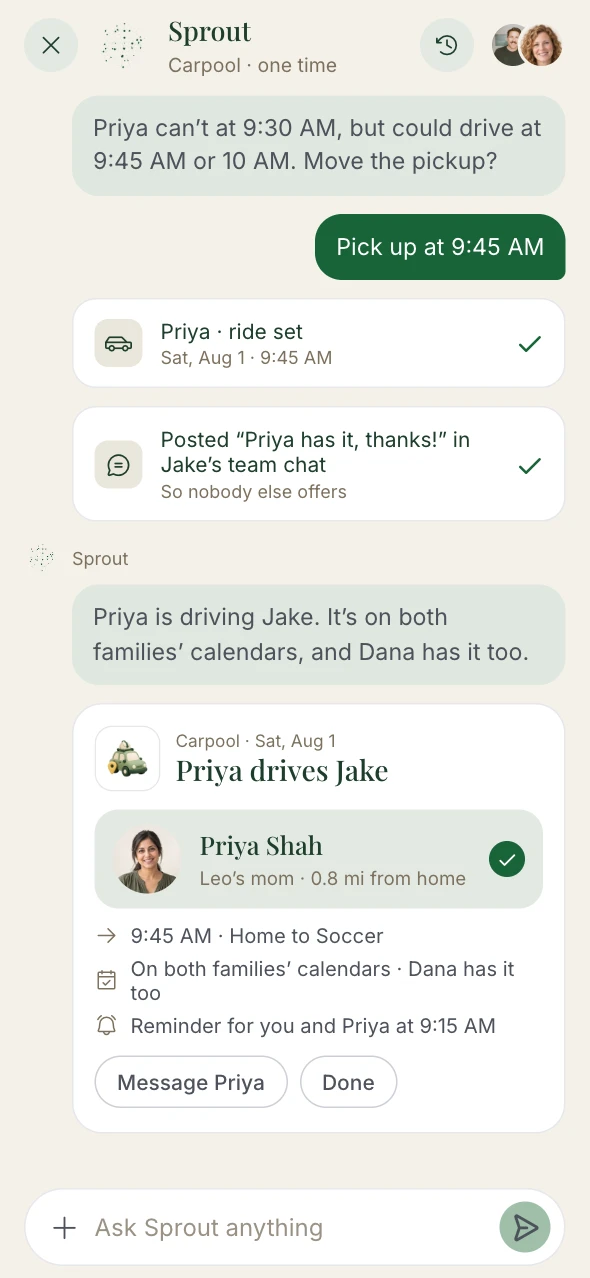 Sprout
Carpool · one time
Priya can’t at 9:30 AM, but could drive at
9:45 AM or 10 AM. Move the pickup?
Pick up at 9:45 AM
Priya · ride set
Sat, Aug 1 · 9:45 AM
Posted “Priya has it, thanks!” in
Jake’s team chat
So nobody else offers
Sprout
Priya is driving Jake. It’s on both
families’ calendars, and Dana has it too.
Carpool · Sat, Aug 1
Priya drives Jake
Priya Shah
Leo’s mom · 0.8 mi from home
9:45 AM · Home to Soccer
On both families’ calendars · Dana has it
too
Reminder for you and Priya at 9:15 AM
Message Priya
Done
Ask Sprout anything